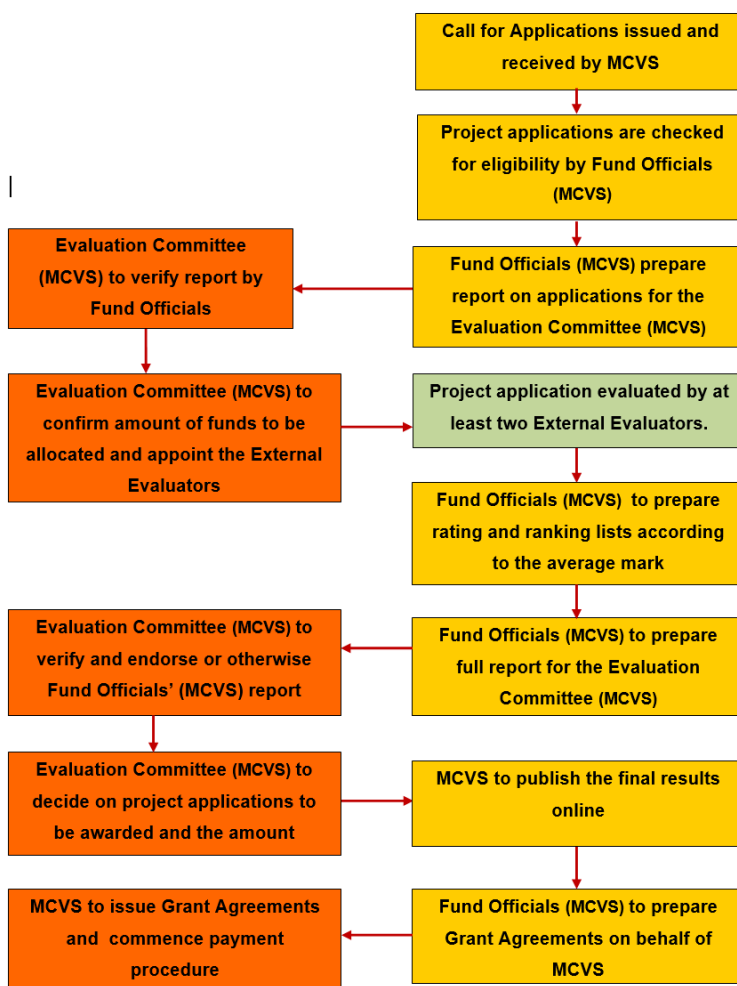 Call for Applications issued and
received by MCVS
Project applications are checked
for eligibility by Fund Officials
(MCVS)
Fund Officials (MCVS) prepare
report on applications for the
Evaluation Committee (MCVS)
Evaluation Committee
(MCVS) to verify report by
Fund Officials
Evaluation Committee (MCVS) to
confirm amount of funds to be
allocated and appoint the External
Evaluators
Project application evaluated by at
least two External Evaluators.
Fund Officials (MCVS) to prepare
rating and ranking lists according
to the average mark
Fund Officials (MCVS) to prepare
full report for the Evaluation
Committee (MCVS)
Evaluation Committee (MCVS) to
verify and endorse or otherwise
Fund Officials’ (MCVS) report
Evaluation Committee (MCVS) to
decide on project applications to
be awarded and the amount
MCVS to publish the final results
online
Fund Officials (MCVS) to prepare
Grant Agreements on behalf of
MCVS
MCVS to issue Grant Agreements
and commence payment
procedure